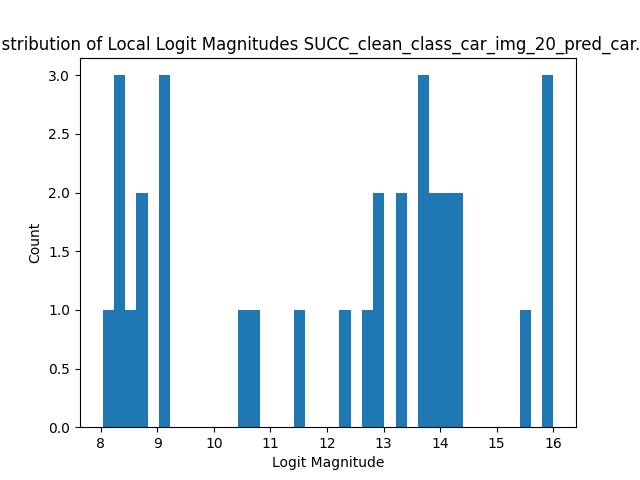 stribution of Local Logit Magnitudes SUCC_clean_class_car_img_20_pred_car.
3.0
2.5
2.0
1.5
1.0
0.5
0.0
Count
8 9 10 11 12 13 14 15 16
Logit Magnitude